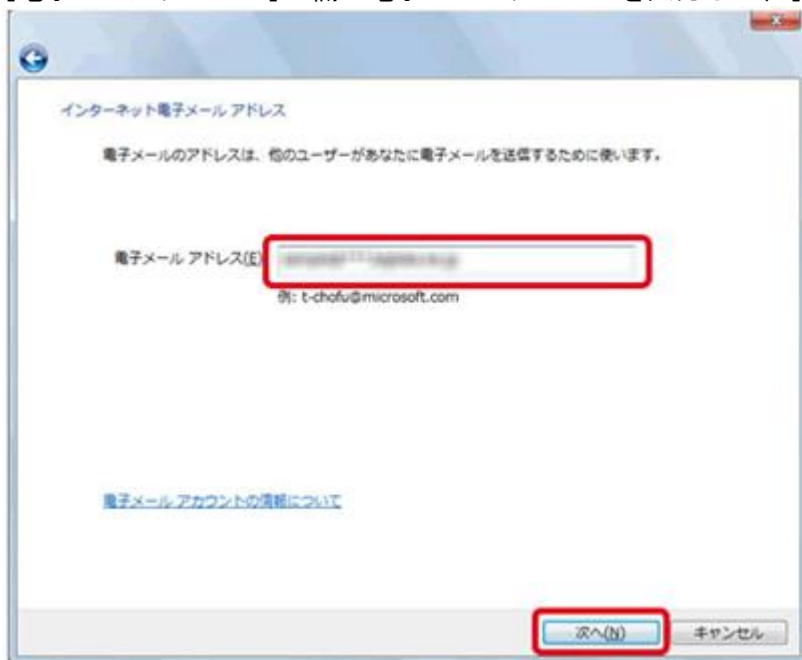 インターネット電子メール アドレス
電子メールのアドレスは、他のユーザーがあなたに電子メールを送信するために使います。
電子メール アドレス(E)
例: t-chofu@microsoft.com
電子メール アカウントの情報について
次へ(N)
キャンセル